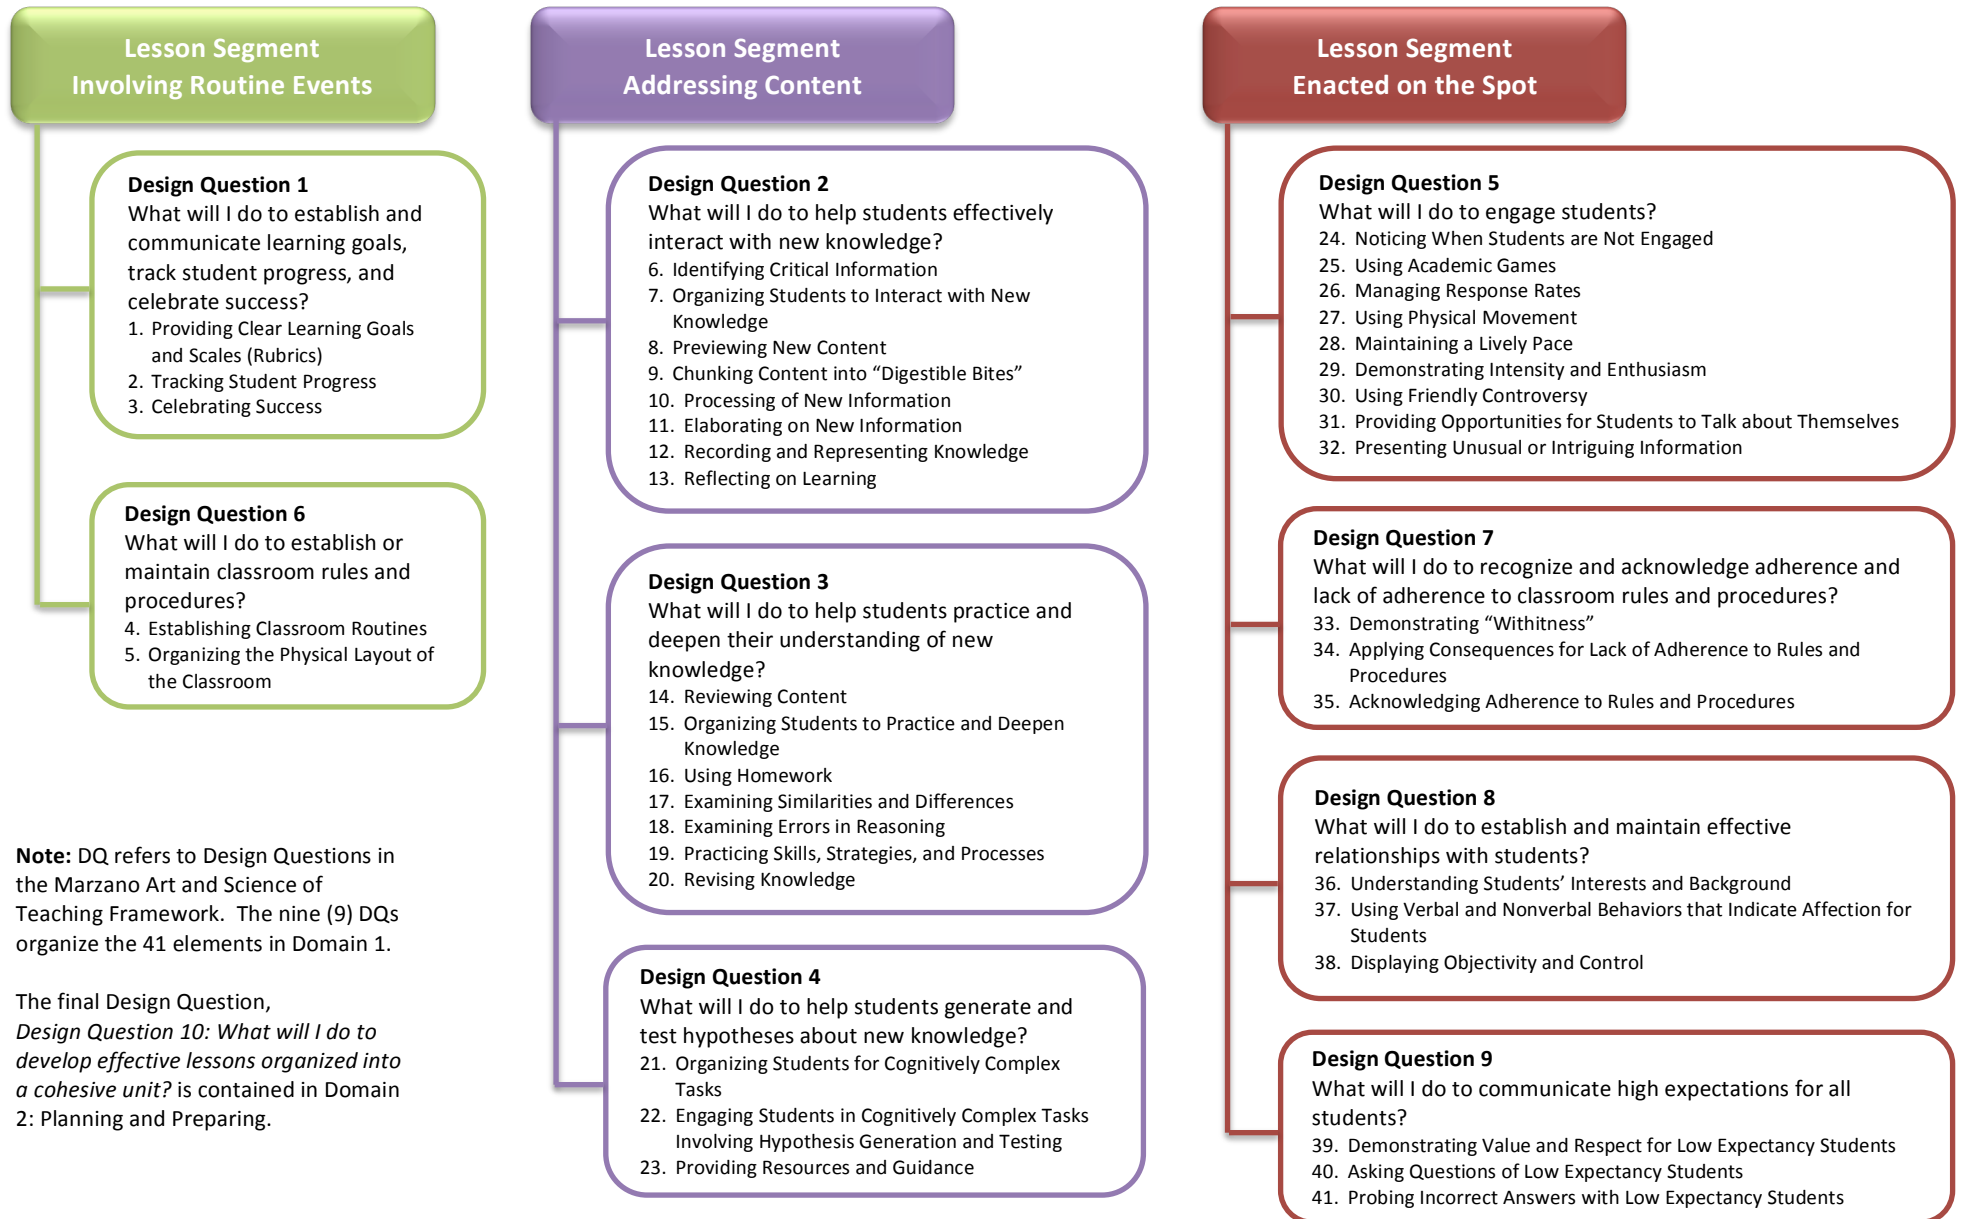 Lesson Segment
Involving Routine Events
Design Question 1
What will I do to establish and
communicate learning goals,
track student progress, and
celebrate success?
1. Providing Clear Learning Goals
and Scales (Rubrics)
2. Tracking Student Progress
3. Celebrating Success
Design Question 6
What will I do to establish or
maintain classroom rules and
procedures?
4. Establishing Classroom Routines
5. Organizing the Physical Layout of
the Classroom
Note: DQ refers to Design Questions in
the Marzano Art and Science of
Teaching Framework. The nine (9) DQs
organize the 41 elements in Domain 1.
The final Design Question,
Design Question 10: What will I do to
develop effective lessons organized into
a cohesive unit? is contained in Domain
2: Planning and Preparing.
Lesson Segment
Addressing Content
Design Question 2
What will I do to help students effectively
interact with new knowledge?
6. Identifying Critical Information
7. Organizing Students to Interact with New
Knowledge
8. Previewing New Content
9. Chunking Content into “Digestible Bites”
10. Processing of New Information
11. Elaborating on New Information
12. Recording and Representing Knowledge
13. Reflecting on Learning
Design Question 3
What will I do to help students practice and
deepen their understanding of new
knowledge?
14. Reviewing Content
15. Organizing Students to Practice and Deepen
Knowledge
16. Using Homework
17. Examining Similarities and Differences
18. Examining Errors in Reasoning
19. Practicing Skills, Strategies, and Processes
20. Revising Knowledge
Design Question 4
What will I do to help students generate and
test hypotheses about new knowledge?
21. Organizing Students for Cognitively Complex
Tasks
22. Engaging Students in Cognitively Complex Tasks
Involving Hypothesis Generation and Testing
23. Providing Resources and Guidance
Lesson Segment
Enacted on the Spot
Design Question 5
What will I do to engage students?
24. Noticing When Students are Not Engaged
25. Using Academic Games
26. Managing Response Rates
27. Using Physical Movement
28. Maintaining a Lively Pace
29. Demonstrating Intensity and Enthusiasm
30. Using Friendly Controversy
31. Providing Opportunities for Students to Talk about Themselves
32. Presenting Unusual or Intriguing Information
Design Question 7
What will I do to recognize and acknowledge adherence and
lack of adherence to classroom rules and procedures?
33. Demonstrating “Withitness”
34. Applying Consequences for Lack of Adherence to Rules and
Procedures
35. Acknowledging Adherence to Rules and Procedures
Design Question 8
What will I do to establish and maintain effective
relationships with students?
36. Understanding Students’ Interests and Background
37. Using Verbal and Nonverbal Behaviors that Indicate Affection for
Students
38. Displaying Objectivity and Control
Design Question 9
What will I do to communicate high expectations for all
students?
39. Demonstrating Value and Respect for Low Expectancy Students
40. Asking Questions of Low Expectancy Students
41. Probing Incorrect Answers with Low Expectancy Students